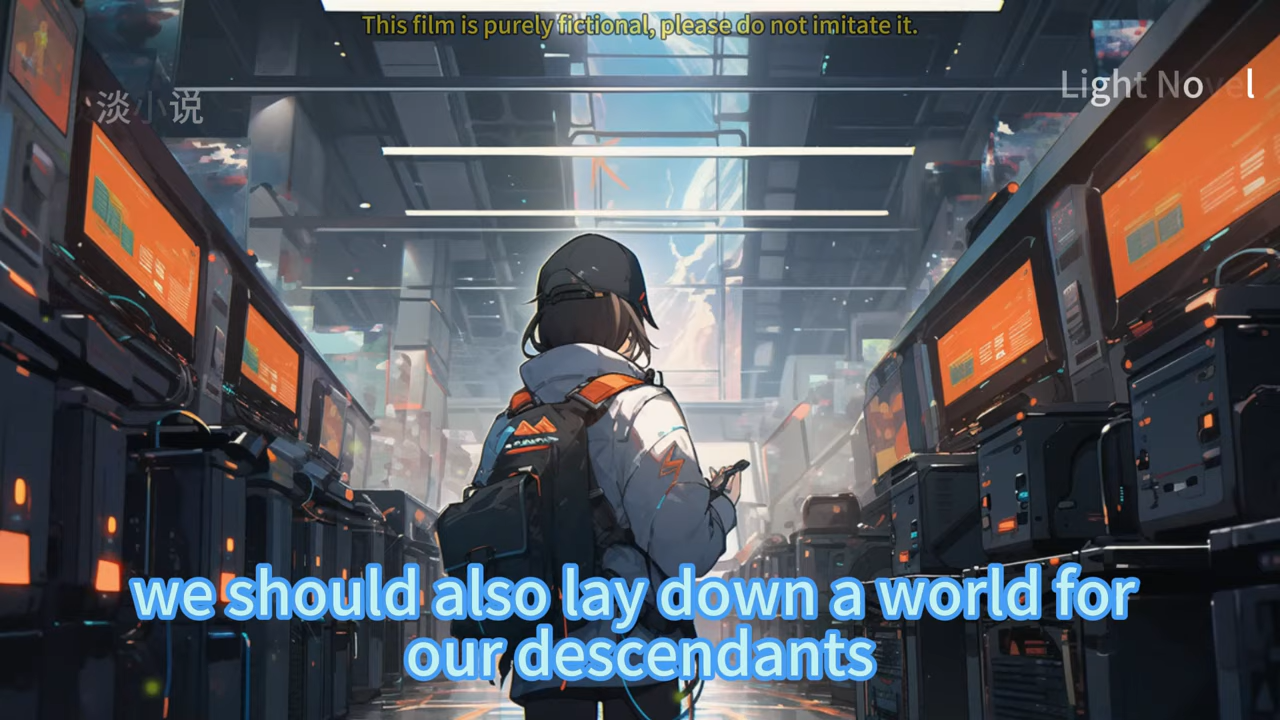 This film is purely fictional, please do not imitate it.
淡小说
Light Novel
we should also lay down a world for
our descendants